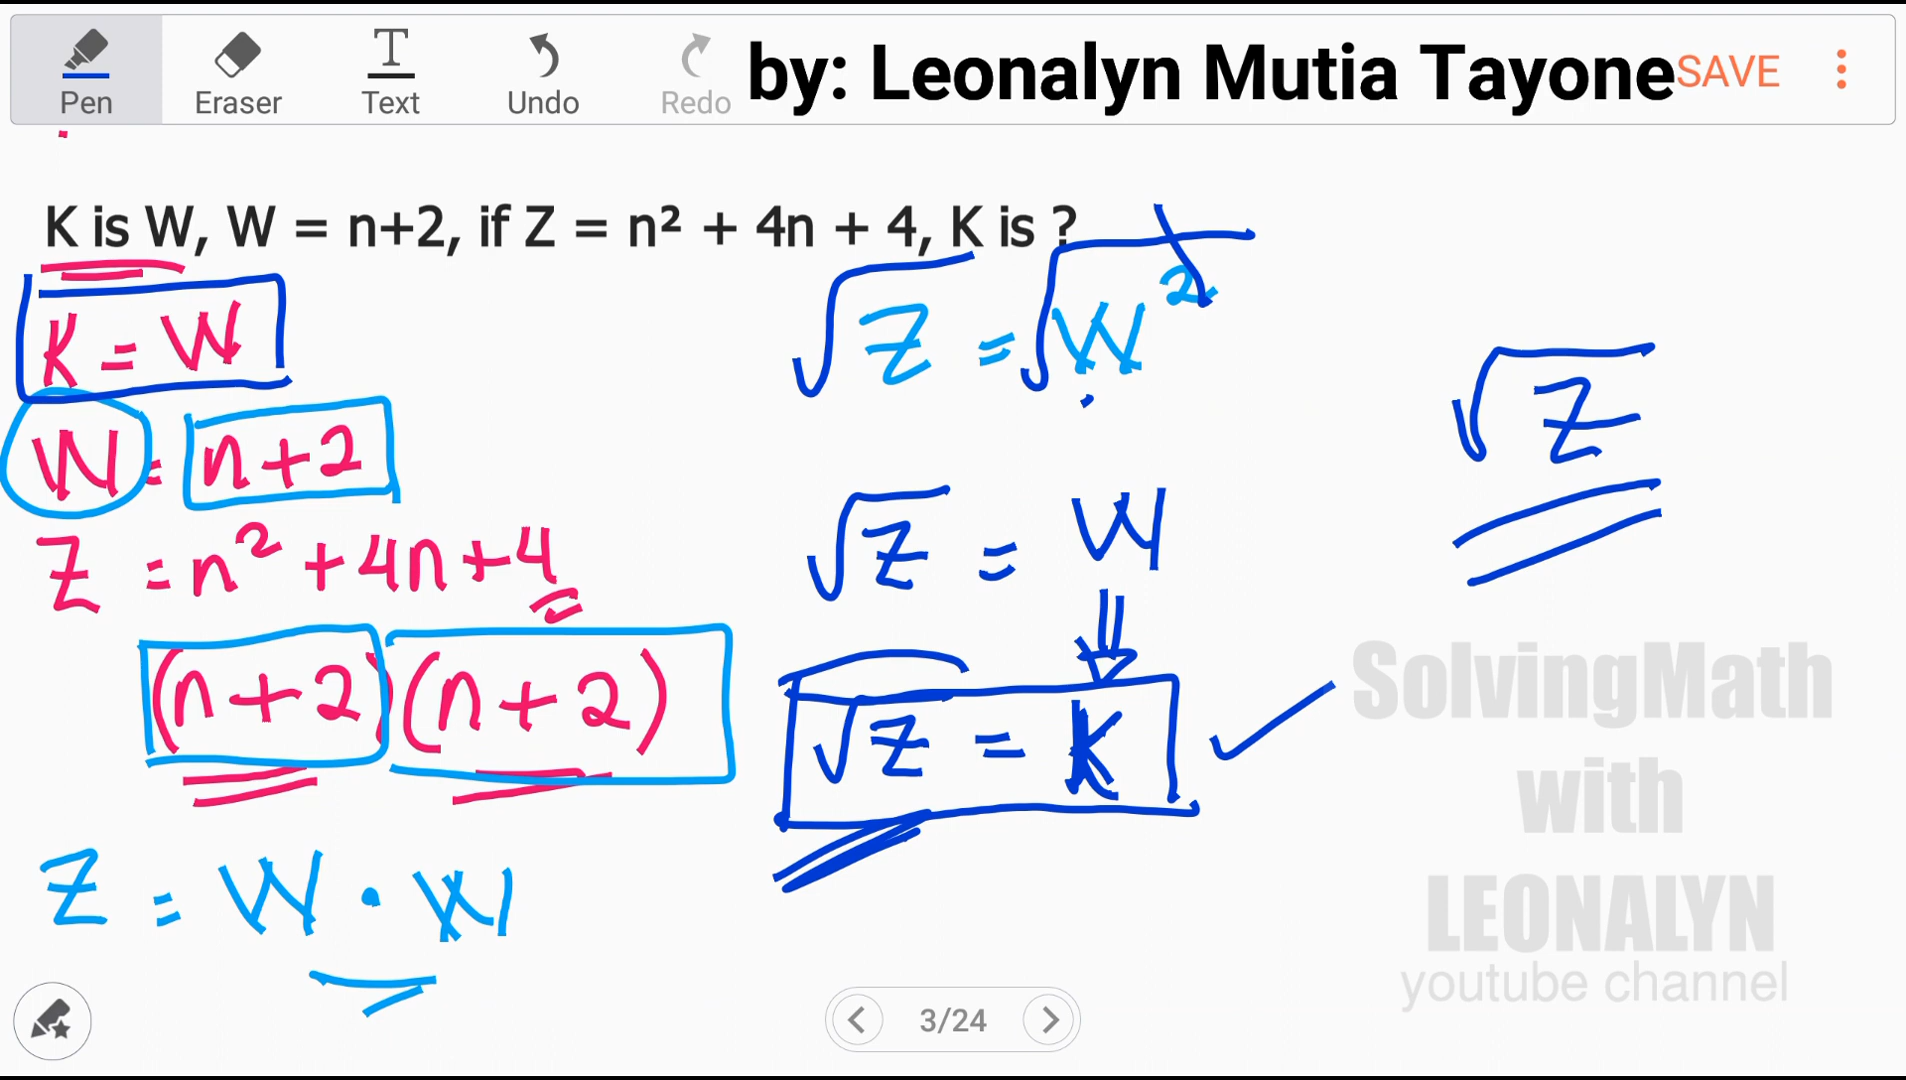 Pen Eraser Text Undo Redo by: Leonalyn Mutia Tayone SAVE
K is W, W = n+2, if Z = n² + 4n + 4, K is ?
K = W
W = n+2
Z = n² + 4n + 4
(n+2)(n+2)
Z = W · W
√Z = √W²
√Z = W
√Z = K
√Z
SolvingMath
with
LEONALYN
youtube channel
3/24